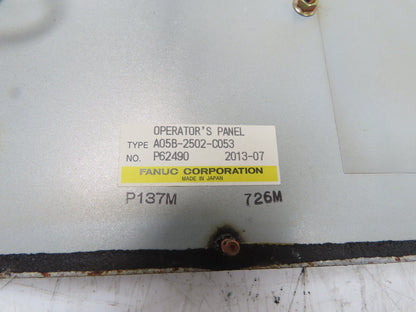 OPERATOR'S PANEL
TYPE A05B-2502-C053
NO. P62490 2013-07
FANUC CORPORATION
MADE IN JAPAN
P137M 726M